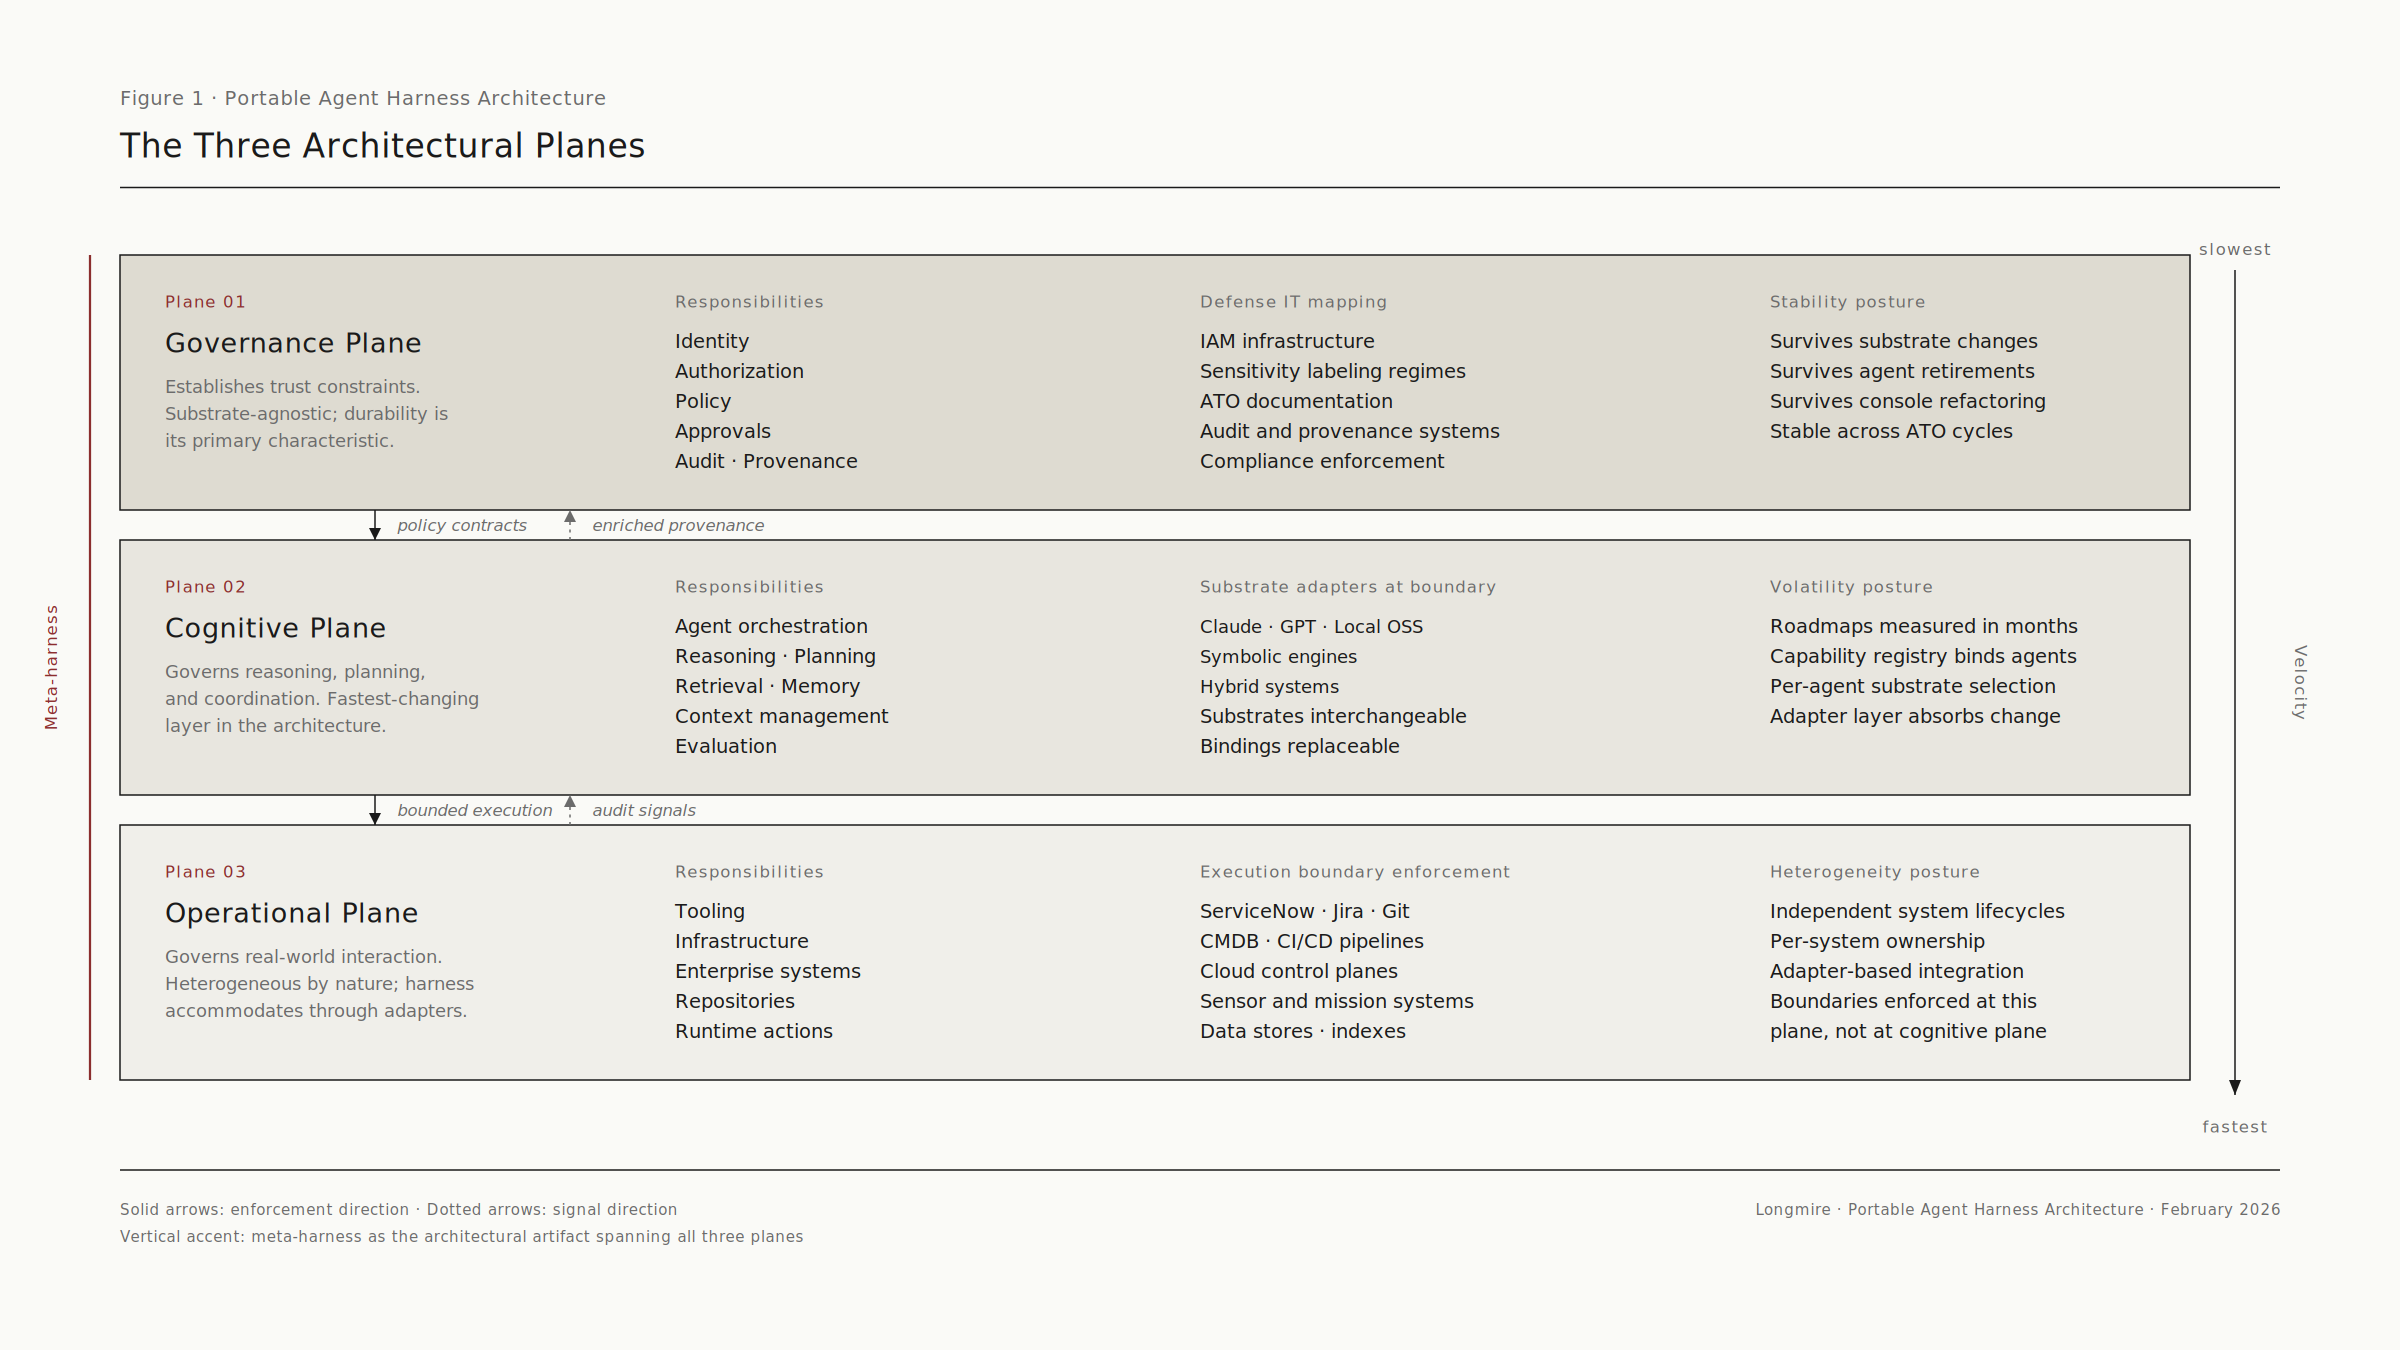 Figure 1 · Portable Agent Harness Architecture
The Three Architectural Planes
slowest
Meta-harness
Velocity
Plane 01
Governance Plane
Establishes trust constraints.
Substrate-agnostic; durability is
its primary characteristic.
Responsibilities
Identity
Authorization
Policy
Approvals
Audit · Provenance
Defense IT mapping
IAM infrastructure
Sensitivity labeling regimes
ATO documentation
Audit and provenance systems
Compliance enforcement
Stability posture
Survives substrate changes
Survives agent retirements
Survives console refactoring
Stable across ATO cycles
policy contracts
enriched provenance
Plane 02
Cognitive Plane
Governs reasoning, planning,
and coordination. Fastest-changing
layer in the architecture.
Responsibilities
Agent orchestration
Reasoning · Planning
Retrieval · Memory
Context management
Evaluation
Substrate adapters at boundary
Claude · GPT · Local OSS
Symbolic engines
Hybrid systems
Substrates interchangeable
Bindings replaceable
Volatility posture
Roadmaps measured in months
Capability registry binds agents
Per-agent substrate selection
Adapter layer absorbs change
bounded execution
audit signals
Plane 03
Operational Plane
Governs real-world interaction.
Heterogeneous by nature; harness
accommodates through adapters.
Responsibilities
Tooling
Infrastructure
Enterprise systems
Repositories
Runtime actions
Execution boundary enforcement
ServiceNow · Jira · Git
CMDB · CI/CD pipelines
Cloud control planes
Sensor and mission systems
Data stores · indexes
Heterogeneity posture
Independent system lifecycles
Per-system ownership
Adapter-based integration
Boundaries enforced at this
plane, not at cognitive plane
fastest
Solid arrows: enforcement direction · Dotted arrows: signal direction
Vertical accent: meta-harness as the architectural artifact spanning all three planes
Longmire · Portable Agent Harness Architecture · February 2026